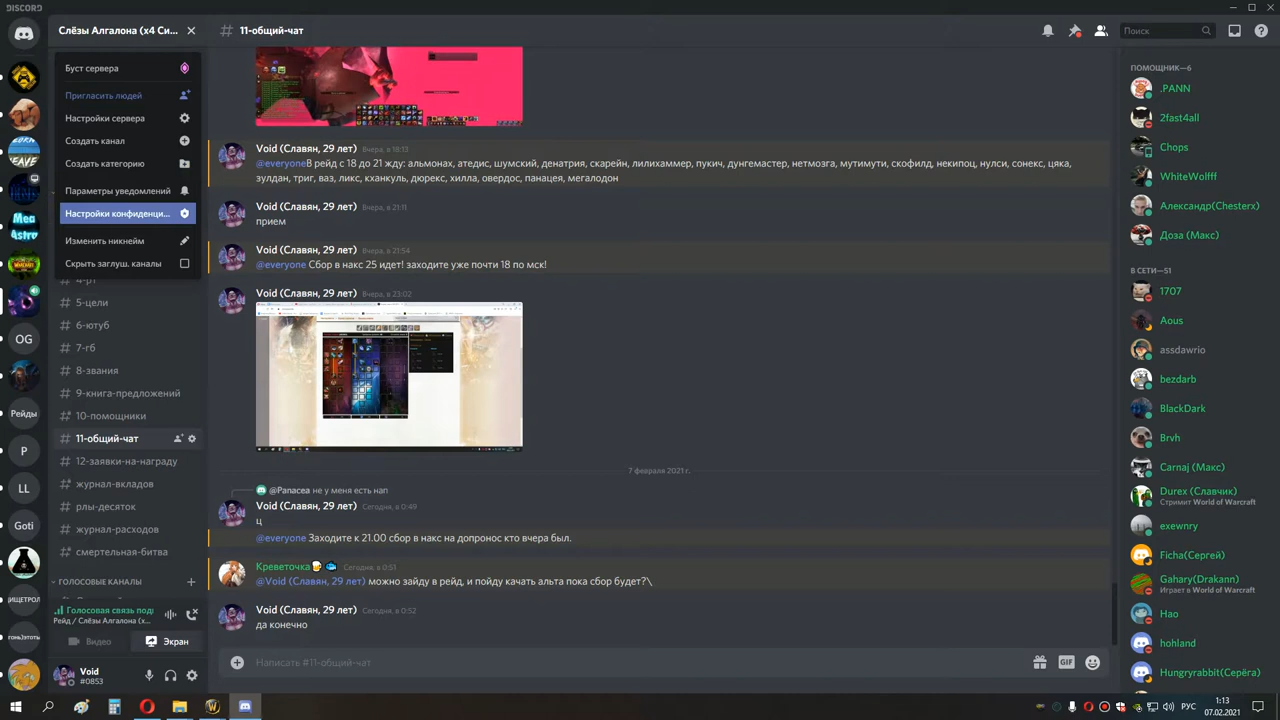 DISCORD
Слёзы Алгалона (x4 Си...
11-общий-чат
Поиск
Буст сервера
Пригласить людей
Настройки сервера
Создать канал
Создать категорию
Параметры уведомлений
Настройки конфиденци...
Изменить никнейм
Скрыть заглуш. каналы
4-рт
5-цели
6-ютуб
7-гб
8-звания
9-книга-предложений
10-помощники
11-общий-чат
12-заявки-на-награду
журнал-вкладов
рлы-десяток
журнал-расходов
смертельная-битва
ГОЛОСОВЫЕ КАНАЛЫ
Голосовая связь под
Рейд / Слёзы Алгалона (x...
Видео
Экран
Void
#0853
EAVE
Mea
Astro
OG
Рейды
Р
LL
Goti
ИЩЕТРОЛ
Void (Славян, 29 лет) Вчера, в 18:13
@everyoneВ рейд с 18 до 21 жду: альмонах, атедис, шумский, денатрия, скарейн, лилихаммер, пукич, дунгемастер, нетмозга, мутимути, скофилд, некипоц, нулси, сонекс, цяка,
зулдан, триг, ваз, ликс, кханкуль, дюрекс, хилла, овердос, панацея, мегалодон
Void (Славян, 29 лет) Вчера, в 21:11
прием
Void (Славян, 29 лет) Вчера, в 21:54
@everyone Сбор в накс 25 идет! заходите уже почти 18 по мск!
Void (Славян, 29 лет) Вчера, в 23:02
7 февраля 2021 г.
@Panacea не у меня есть нап
Void (Славян, 29 лет) Сегодня, в 0:49
ц
@everyone Заходите к 21.00 сбор в накс на допронос кто вчера был.
Креветочка Сегодня, в 0:51
@Void (Славян, 29 лет) можно зайду в рейд, и пойду качать альта пока сбор будет?\
Void (Славян, 29 лет) Сегодня, в 0:52
да конечно
Написать #11-общий-чат
GIF
ПОМОЩНИК—6
.PANN
2fast4all
Chops
WhiteWolfff
Александр(Chesterx)
Доза (Макс)
В СЕТИ—51
1707
Aous
assdawrio
bezdarb
BlackDark
Brvh
Carnaj (Макс)
Durex (Славчик)
Стримит World of Warcraft
exewnry
Ficha(Сергей)
Gahary(Drakann)
Играет в World of Warcraft
Hao
hohland
Hungryrabbit(Серёга)
РУС
1:13
07.02.2021